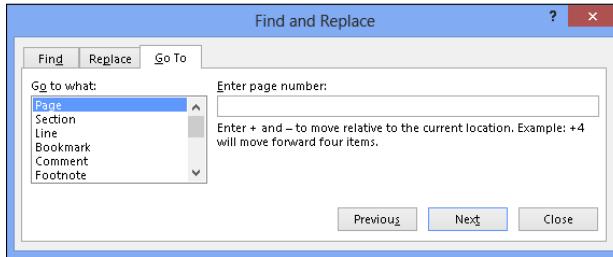 Find and Replace
?
×
Find
Replace
Go To
Go to what:
Page
Section
Line
Bookmark
Comment
Footnote
Enter page number:
Enter + and – to move relative to the current location. Example: +4
will move forward four items.
Previous
Next
Close